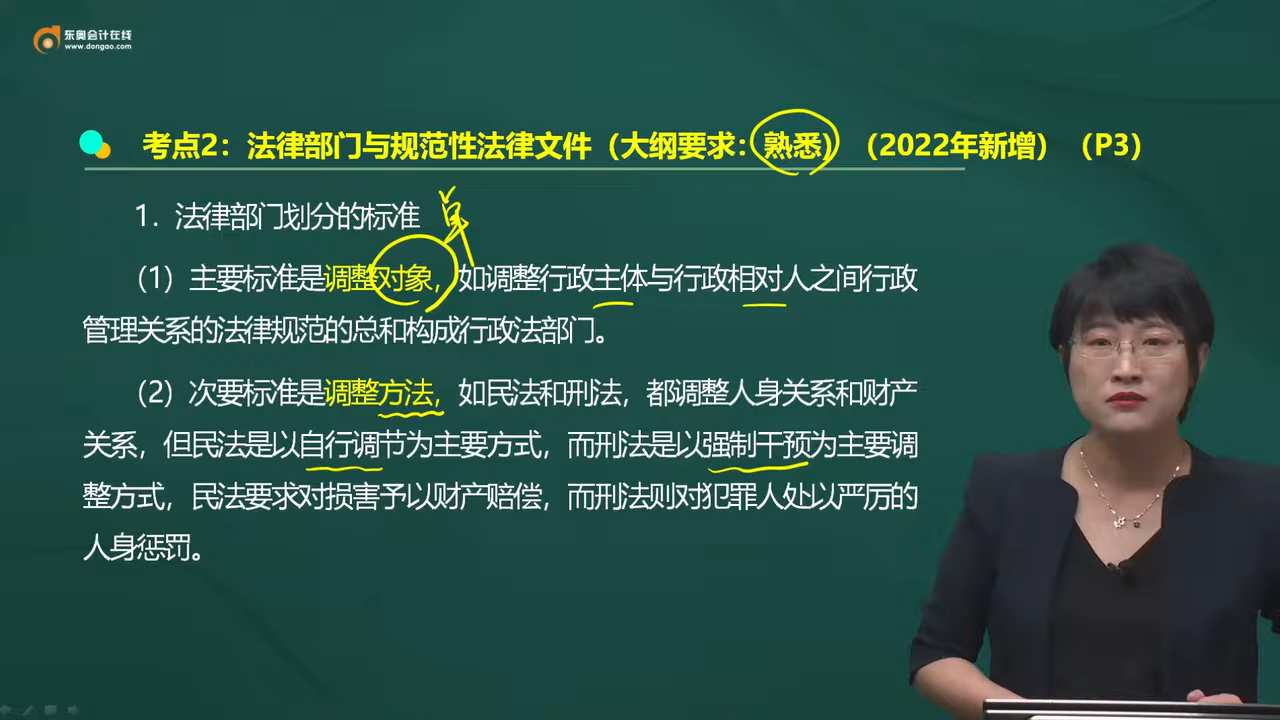 东奥会计在线
www.dongao.com
考点2：法律部门与规范性法律文件（大纲要求：熟悉）（2022年新增）（P3）
1．法律部门划分的标准 单
（1）主要标准是调整对象，如调整行政主体与行政相对人之间行政
管理关系的法律规范的总和构成行政法部门。
（2）次要标准是调整方法，如民法和刑法，都调整人身关系和财产
关系，但民法是以自行调节为主要方式，而刑法是以强制干预为主要调
整方式，民法要求对损害予以财产赔偿，而刑法则对犯罪人处以严厉的
人身惩罚。